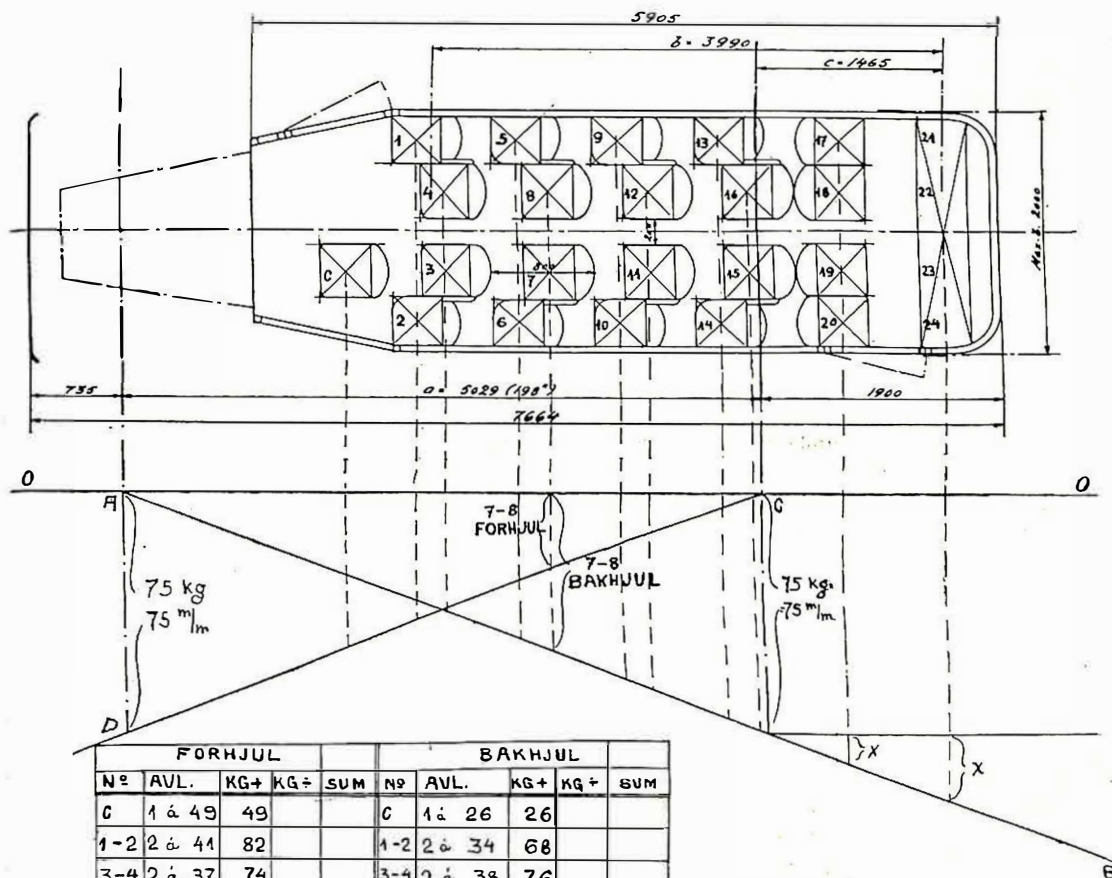 5905
b = 3990
c = 1465
1 5 9 13 17 21
4 8 12 16 18 22
Max. b. 2000
C 3 7 11 15 19 23
2 6 10 14 20 24
735
a = 5029 (198")
1900
7664
O O
A C
7-8
FORHJUL
7-8
BAKHJUL
75 kg
75 m/m
75 kg.
75 m/m
D
X
X
B
FORHJUL BAKHJUL
Nº AVL. KG+ KG÷ SUM Nº AVL. KG+ KG÷ SUM
C 1 á 49 49 C 1 á 26 26
1-2 2 á 41 82 1-2 2 á 34 68
3-4 2 á 37 74 3-4 2 á 38 76